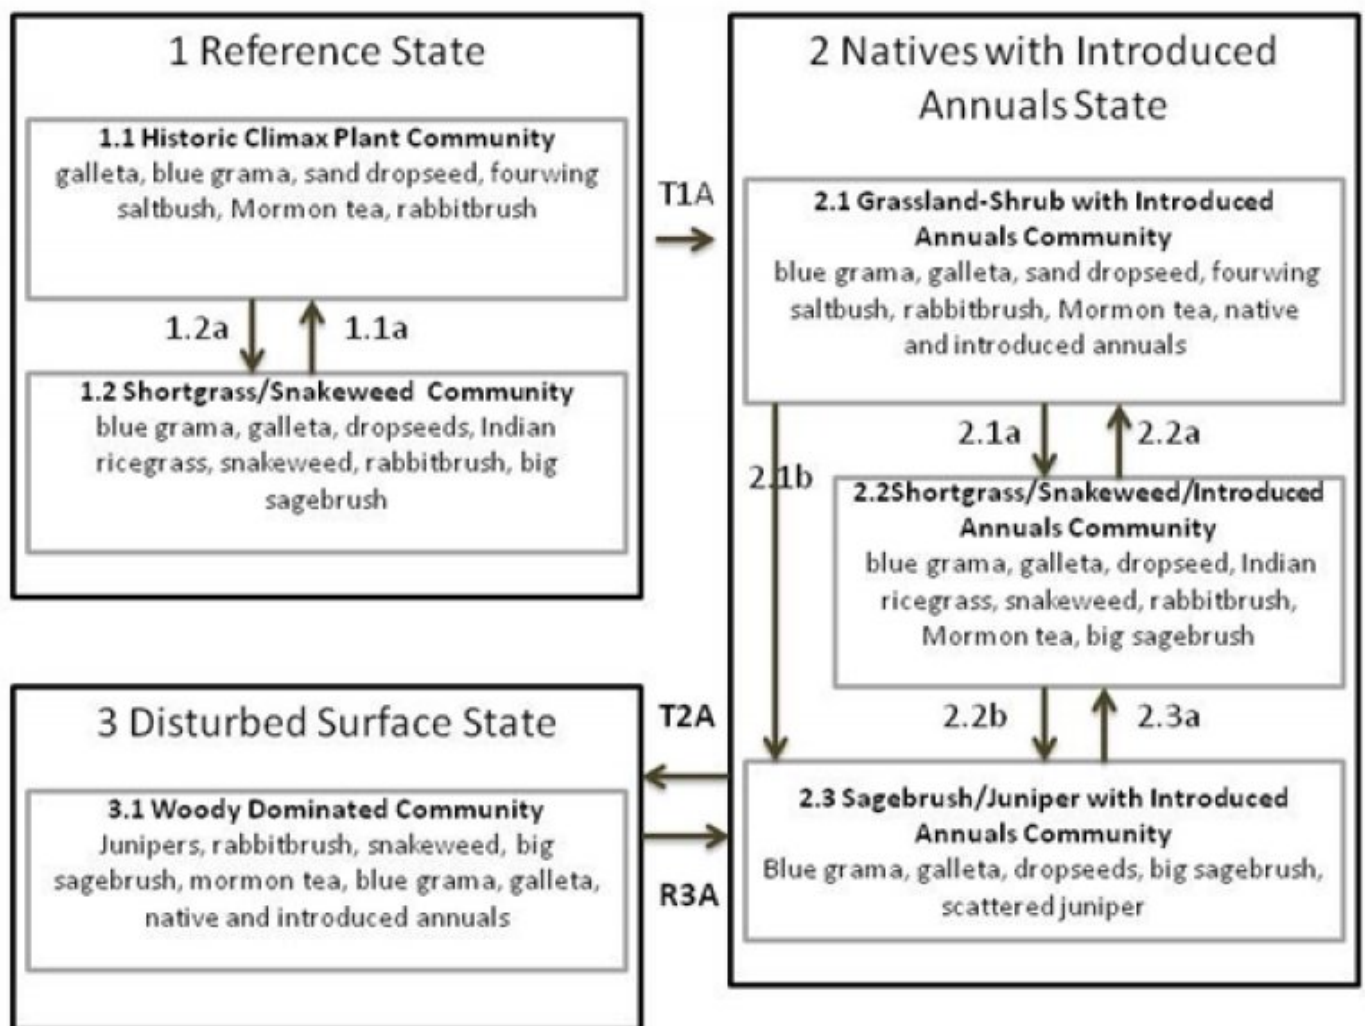 1 Reference State
1.1 Historic Climax Plant Community
galleta, blue grama, sand dropseed, fourwing
saltbush, Mormon tea, rabbitbrush
1.2a
1.1a
1.2 Shortgrass/Snakeweed Community
blue grama, galleta, dropseeds, Indian
ricegrass, snakeweed, rabbitbrush, big
sagebrush
T1A
2 Natives with Introduced
Annuals State
2.1 Grassland-Shrub with Introduced
Annuals Community
blue grama, galleta, sand dropseed, fourwing
saltbush, rabbitbrush, Mormon tea, native
and introduced annuals
2.1a
2.2a
2.1b
2.2Shortgrass/Snakeweed/Introduced
Annuals Community
blue grama, galleta, dropseed, Indian
ricegrass, snakeweed, rabbitbrush,
Mormon tea, big sagebrush
2.2b
2.3a
2.3 Sagebrush/Juniper with Introduced
Annuals Community
Blue grama, galleta, dropseeds, big sagebrush,
scattered juniper
T2A
R3A
3 Disturbed Surface State
3.1 Woody Dominated Community
Junipers, rabbitbrush, snakeweed, big
sagebrush, mormon tea, blue grama, galleta,
native and introduced annuals